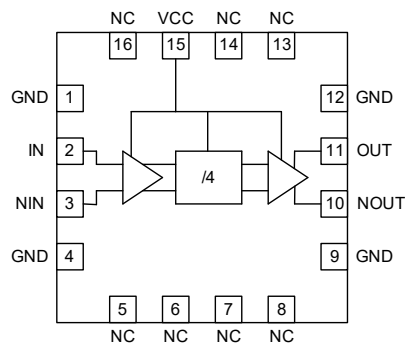 NC VCC NC NC
16 15 14 13
GND 1 12 GND
IN 2 11 OUT
/4
NIN 3 10 NOUT
GND 4 9 GND
5 6 7 8
NC NC NC NC